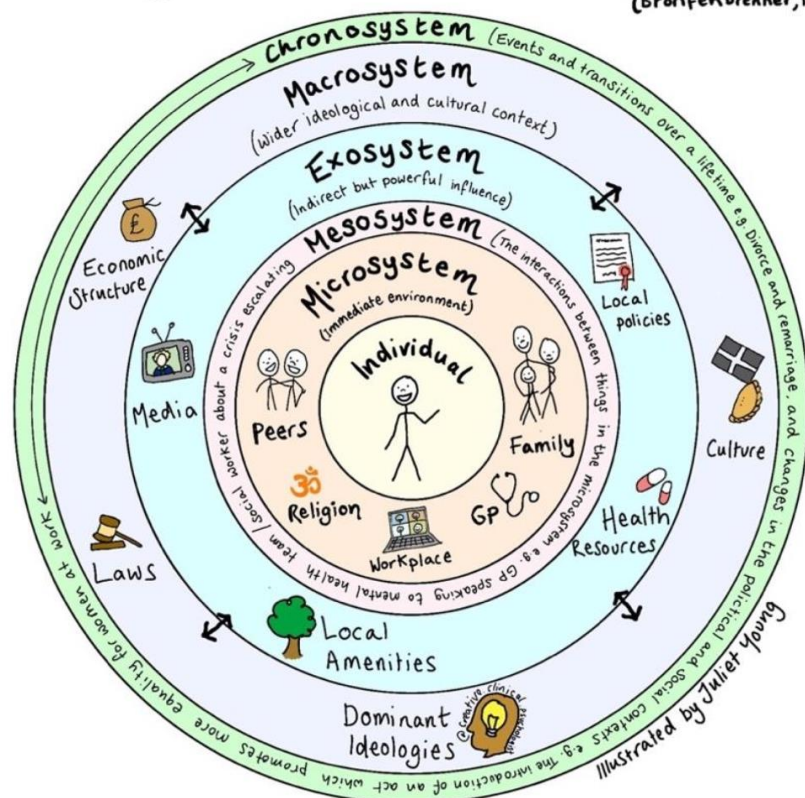 (Bronfenbrenner,
Chronosystem (Events and transitions over a lifetime e.g. Divorce and remarriage, and changes in the political and social contexts e.g. The introduction of an act which promotes more equality for women at work
Macrosystem
(Wider ideological and cultural context)
Exosystem
(Indirect but powerful influence)
Mesosystem (The interactions between things in the microsystem e.g. GP speaking to mental health team/social worker about a crisis escalating
Microsystem
(immediate environment)
Individual
£
Economic
Structure
Local
policies
Media
Peers
Family
Culture
ॐ
Religion
GP
Workplace
Health
Resources
Laws
Local
Amenities
Dominant
Ideologies
@creative.clinical.psychologist
Illustrated by Juliet Young